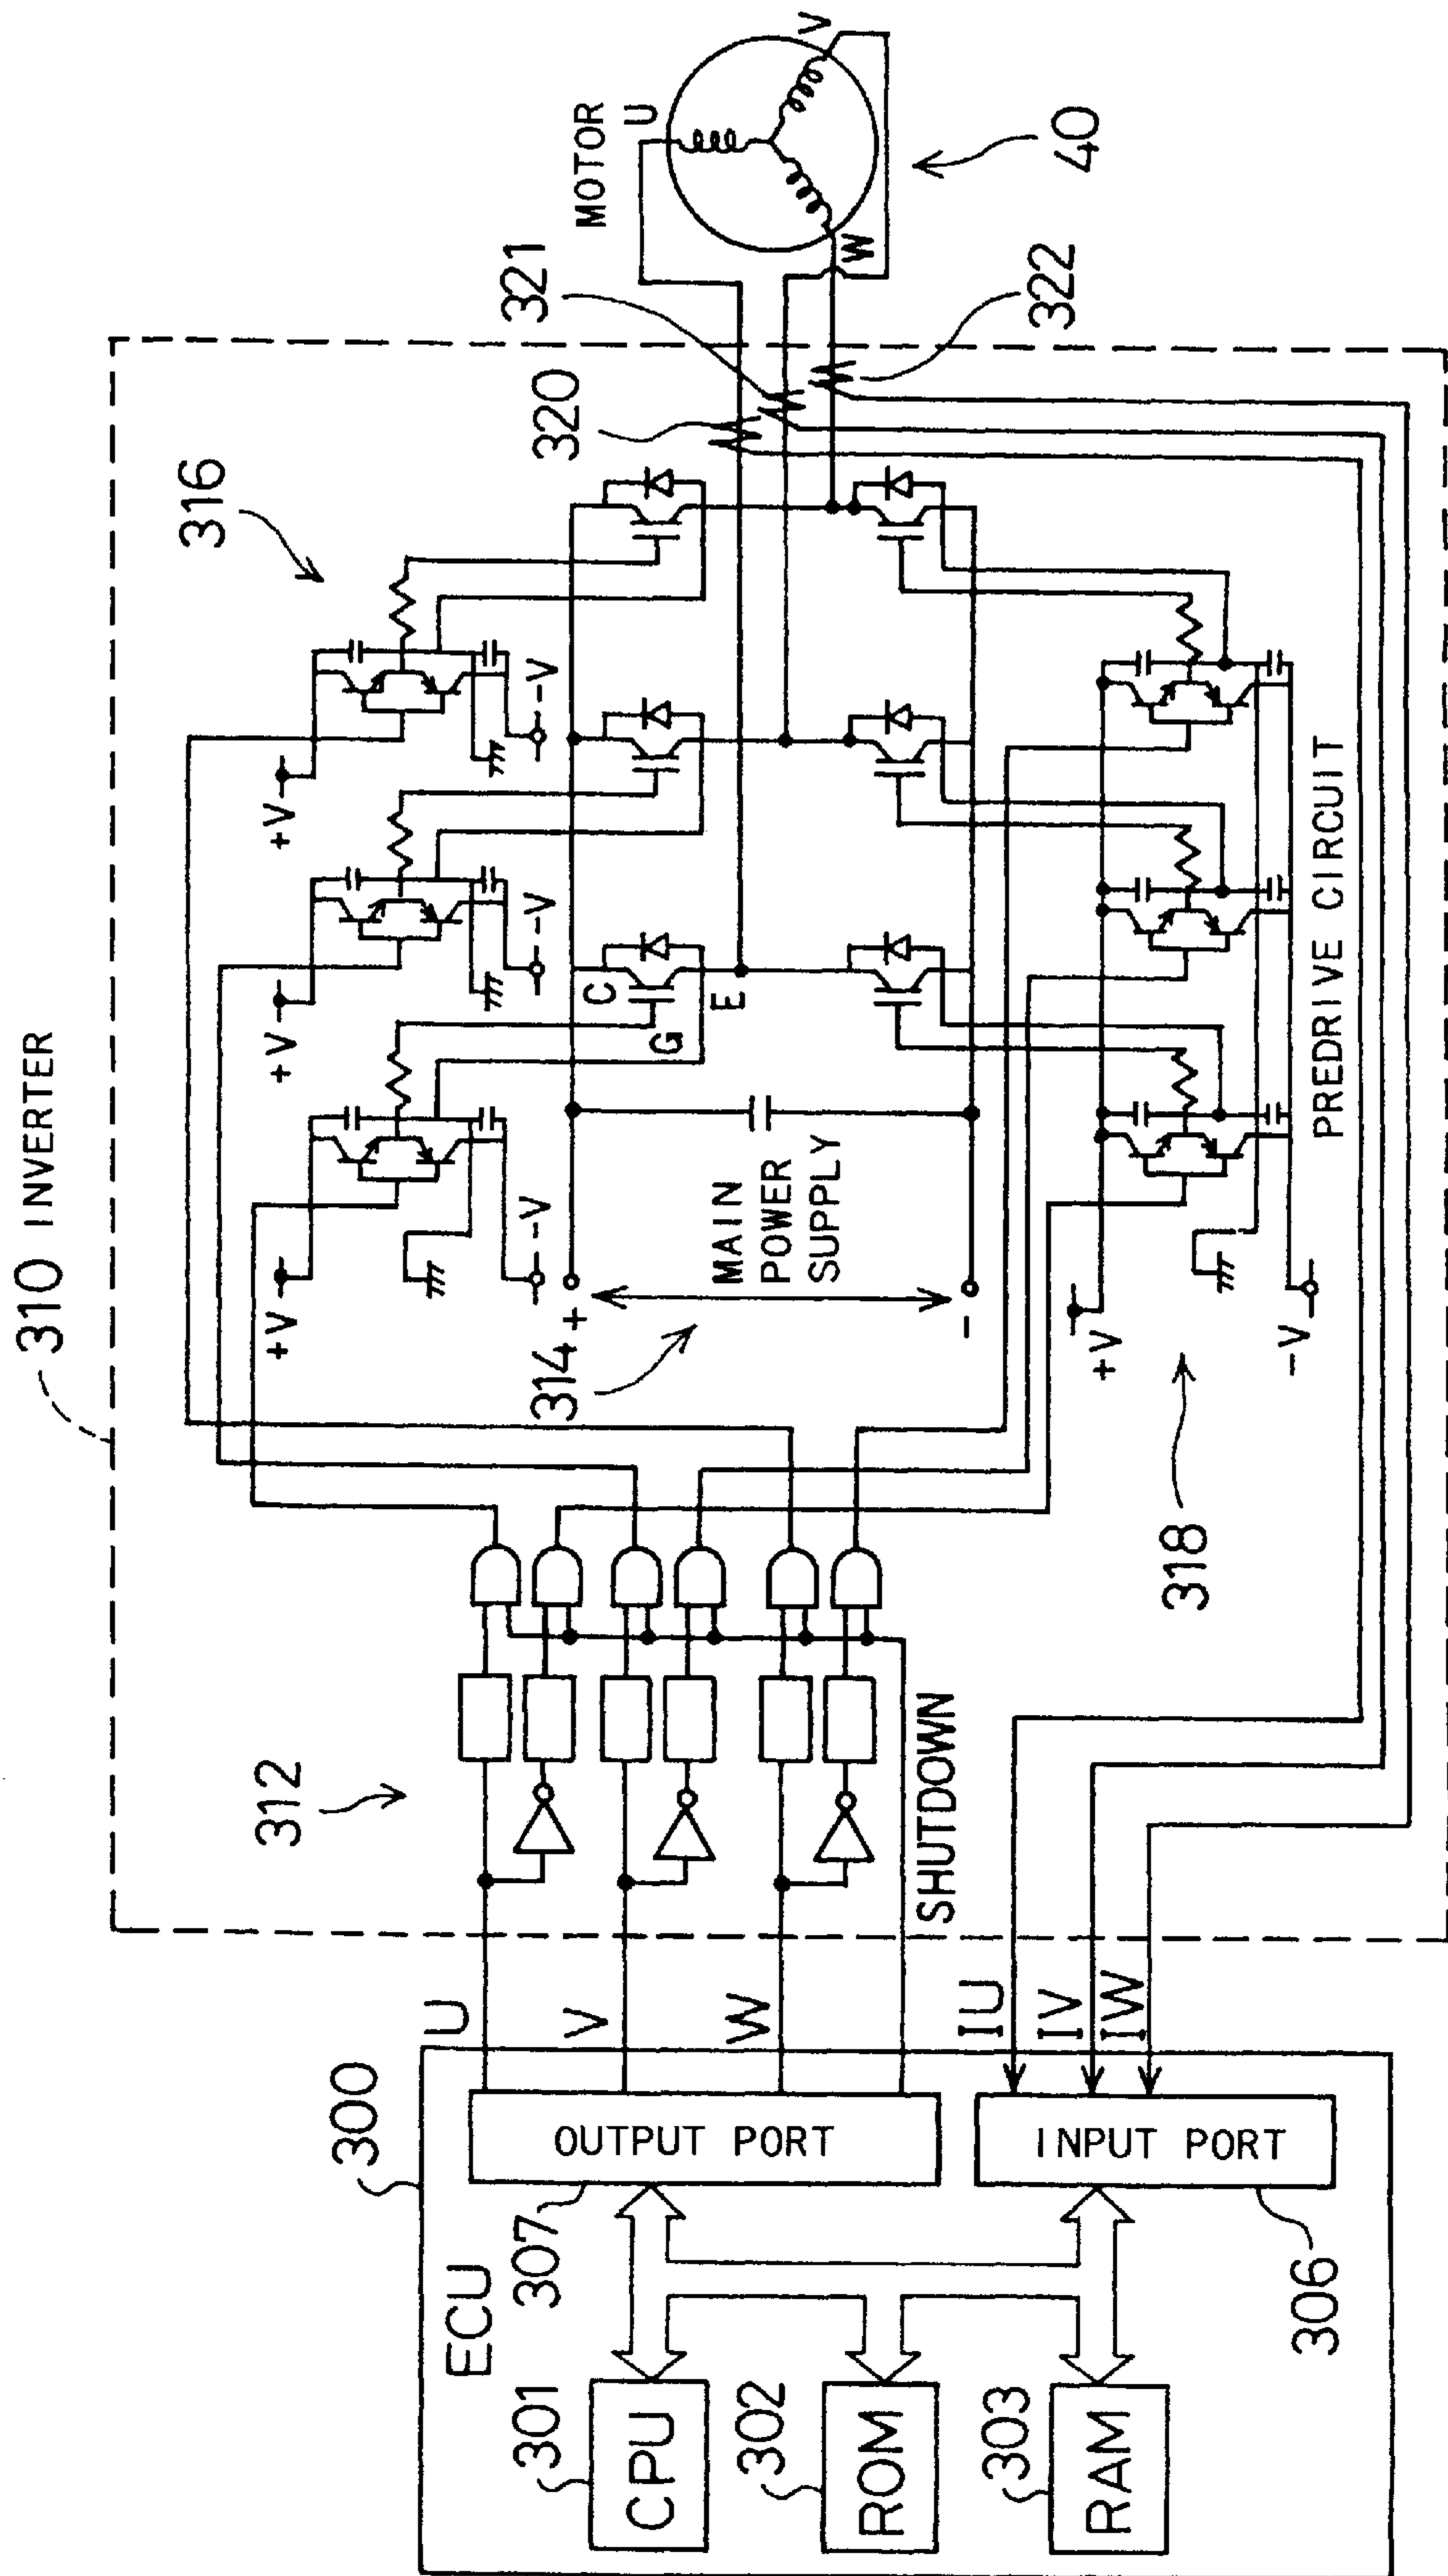 310 INVERTER
316
320
321
MOTOR
U
V
W
40
322
+V
+V
+V
-V
-V
-V
C
G
E
314
+
-
MAIN
POWER
SUPPLY
312
SHUTDOWN
318
+V
-V
PREDRIVE CIRCUIT
300
ECU
U
V
W
IU
IV
IW
307
OUTPUT PORT
INPUT PORT
306
301
CPU
302
ROM
303
RAM